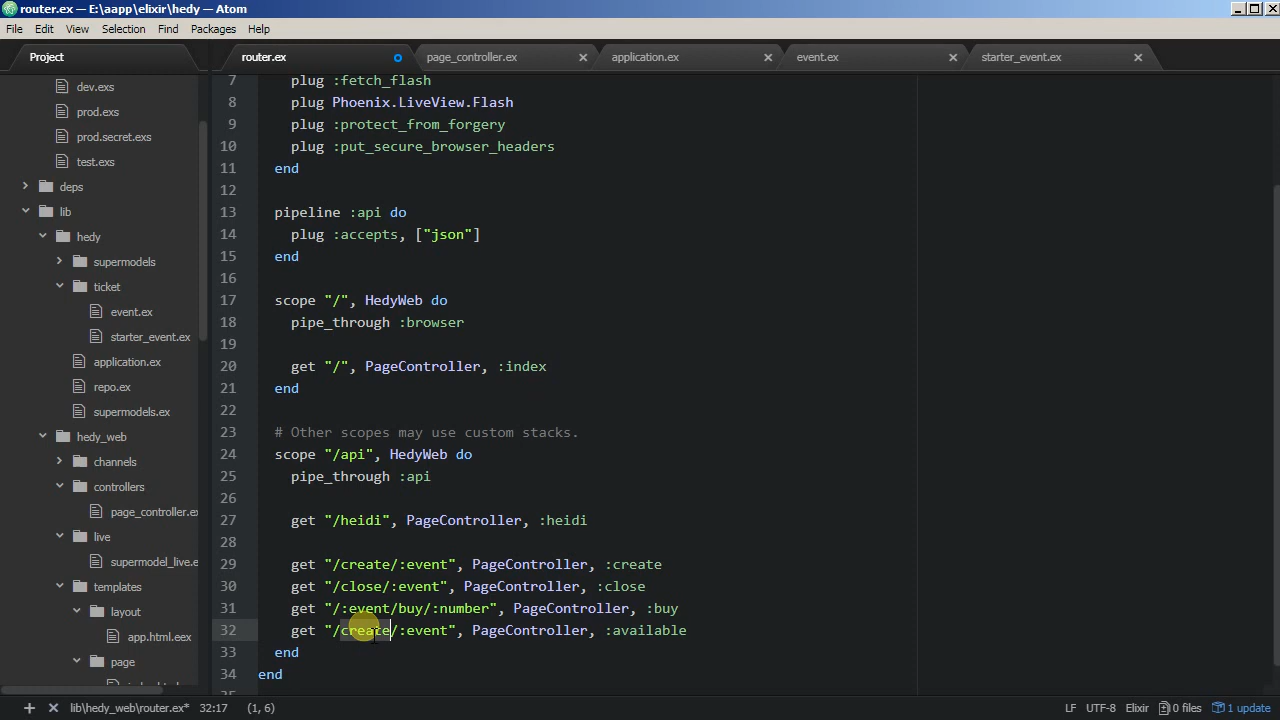 router.ex — E:\aapp\elixir\hedy — Atom
File Edit View Selection Find Packages Help
Project
router.ex
page_controller.ex
application.ex
event.ex
starter_event.ex
dev.exs
prod.exs
prod.secret.exs
test.exs
deps
lib
hedy
supermodels
ticket
event.ex
starter_event.ex
application.ex
repo.ex
supermodels.ex
hedy_web
channels
controllers
page_controller.ex
live
supermodel_live.e
templates
layout
app.html.eex
page
7 plug :fetch_flash
8 plug Phoenix.LiveView.Flash
9 plug :protect_from_forgery
10 plug :put_secure_browser_headers
11 end
12
13 pipeline :api do
14 plug :accepts, ["json"]
15 end
16
17 scope "/", HedyWeb do
18 pipe_through :browser
19
20 get "/", PageController, :index
21 end
22
23 # Other scopes may use custom stacks.
24 scope "/api", HedyWeb do
25 pipe_through :api
26
27 get "/heidi", PageController, :heidi
28
29 get "/create/:event", PageController, :create
30 get "/close/:event", PageController, :close
31 get "/:event/buy/:number", PageController, :buy
32 get "/create/:event", PageController, :available
33 end
34 end
lib\hedy_web\router.ex* 32:17 (1, 6)
LF UTF-8 Elixir 0 files 1 update